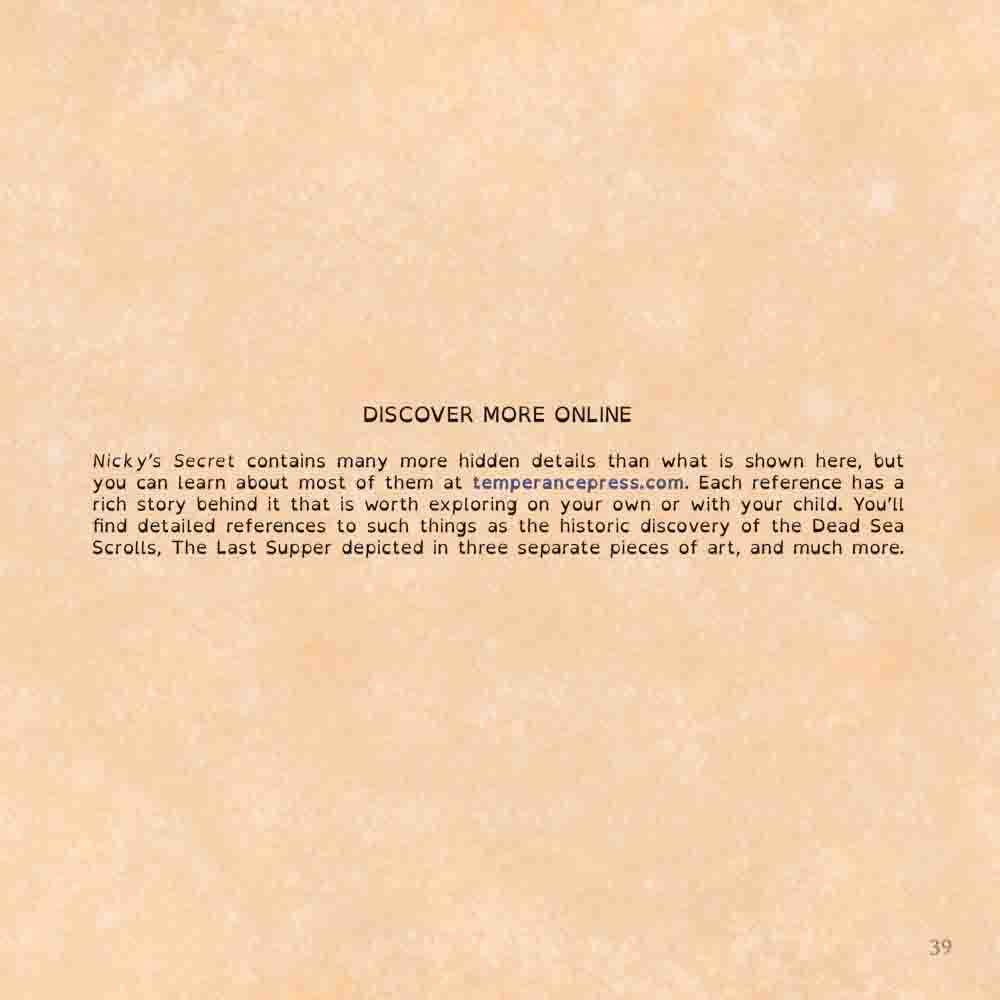 DISCOVER MORE ONLINE
Nicky's Secret contains many more hidden details than what is shown here, but
you can learn about most of them at temperancepress.com. Each reference has a
rich story behind it that is worth exploring on your own or with your child. You'll
find detailed references to such things as the historic discovery of the Dead Sea
Scrolls, The Last Supper depicted in three separate pieces of art, and much more.
39